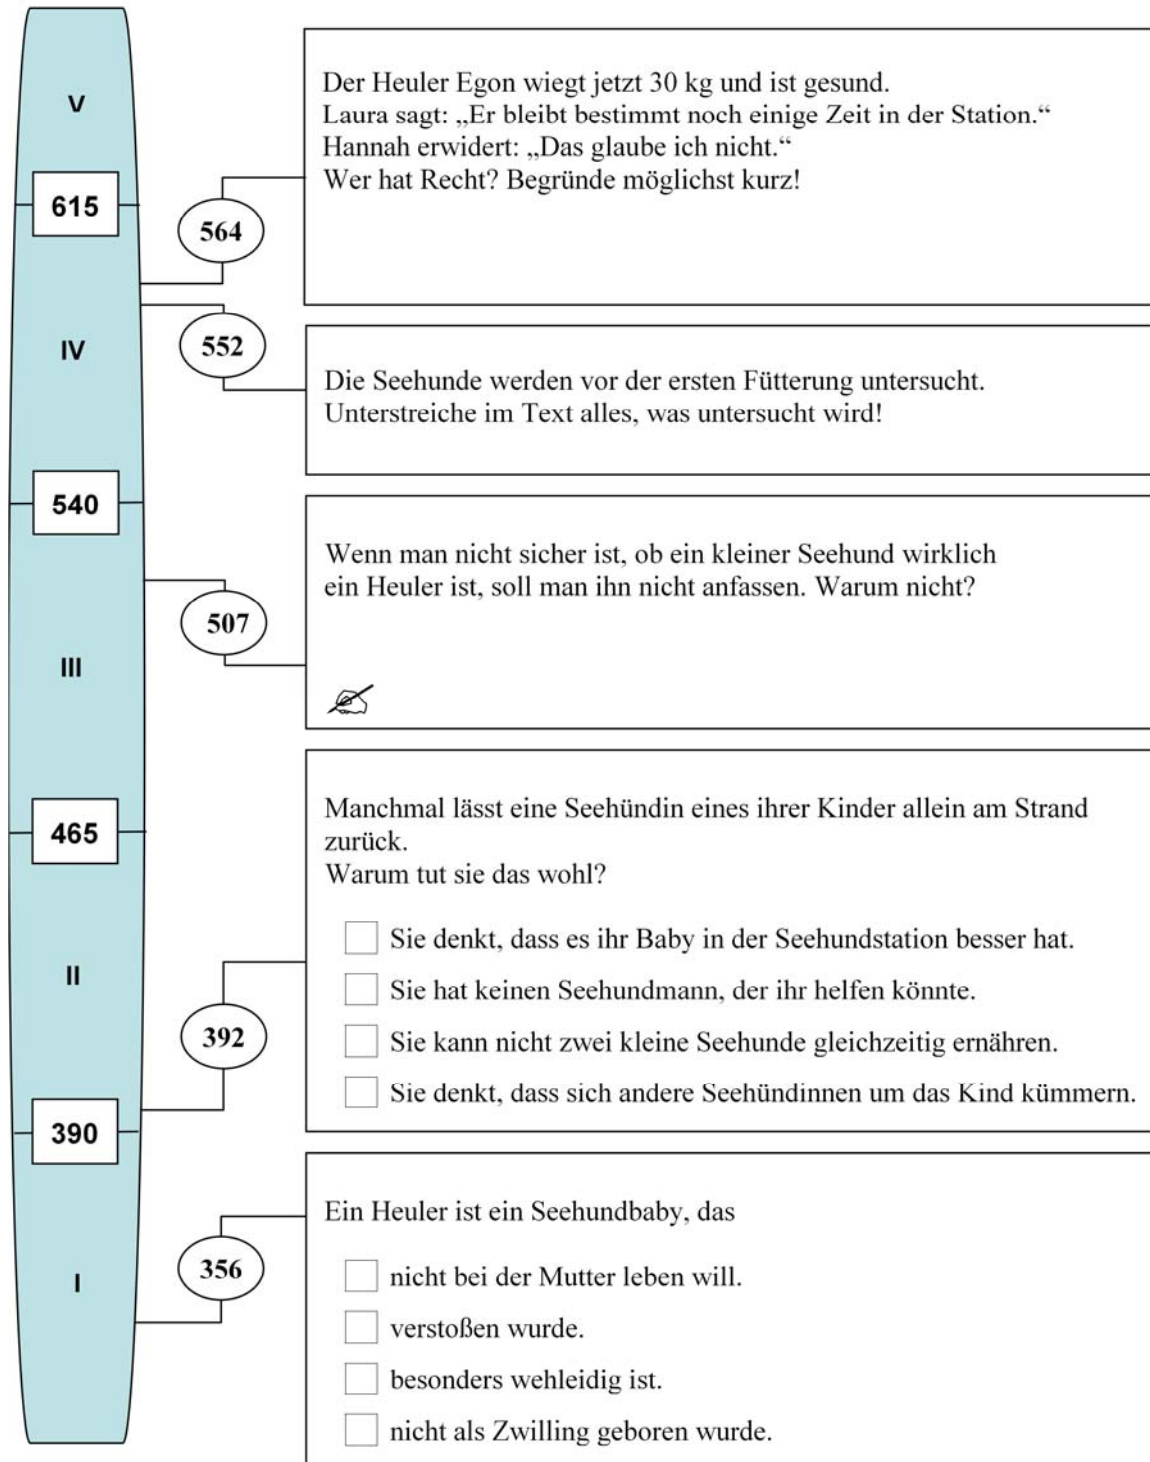 V
615
564
Der Heuler Egon wiegt jetzt 30 kg und ist gesund.
Laura sagt: „Er bleibt bestimmt noch einige Zeit in der Station.“
Hannah erwidert: „Das glaube ich nicht.“
Wer hat Recht? Begründe möglichst kurz!
IV
552
Die Seehunde werden vor der ersten Fütterung untersucht.
Unterstreiche im Text alles, was untersucht wird!
540
507
Wenn man nicht sicher ist, ob ein kleiner Seehund wirklich
ein Heuler ist, soll man ihn nicht anfassen. Warum nicht?
III
465
Manchmal lässt eine Seehündin eines ihrer Kinder allein am Strand
zurück.
Warum tut sie das wohl?
Sie denkt, dass es ihr Baby in der Seehundstation besser hat.
Sie hat keinen Seehundmann, der ihr helfen könnte.
Sie kann nicht zwei kleine Seehunde gleichzeitig ernähren.
Sie denkt, dass sich andere Seehündinnen um das Kind kümmern.
II
392
390
Ein Heuler ist ein Seehundbaby, das
nicht bei der Mutter leben will.
verstoßen wurde.
besonders wehleidig ist.
nicht als Zwilling geboren wurde.
356
I